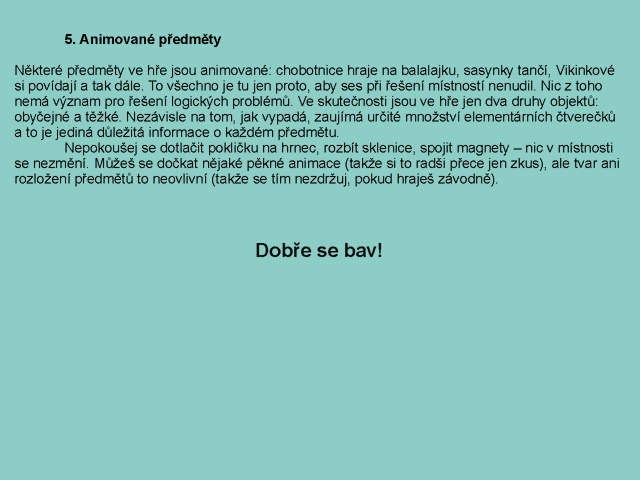 5. Animované předměty
Některé předměty ve hře jsou animované: chobotnice hraje na balalajku, sasynky tančí, Vikinkové
si povídají a tak dále. To všechno je tu jen proto, aby ses při řešení místností nenudil. Nic z toho
nemá význam pro řešení logických problémů. Ve skutečnosti jsou ve hře jen dva druhy objektů:
obyčejné a těžké. Nezávisle na tom, jak vypadá, zaujímá určité množství elementárních čtverečků
a to je jediná důležitá informace o každém předmětu.
Nepokoušej se dotlačit pokličku na hrnec, rozbít sklenice, spojit magnety – nic v místnosti
se nezmění. Můžeš se dočkat nějaké pěkné animace (takže si to radši přece jen zkus), ale tvar ani
rozložení předmětů to neovlivní (takže se tím nezdržuj, pokud hraješ závodně).
Dobře se bav!